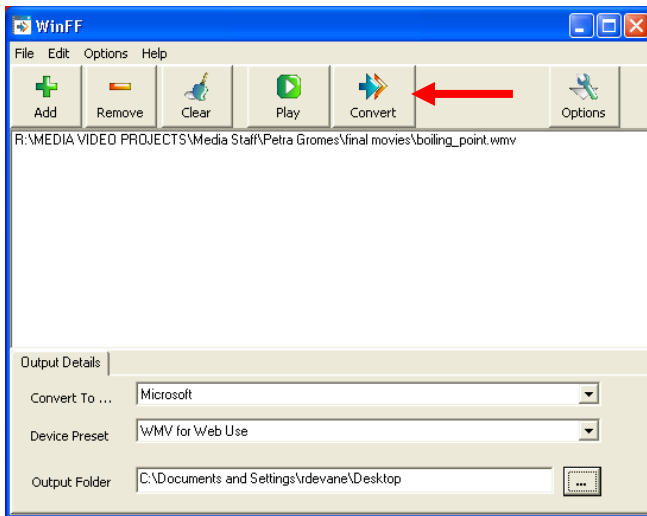 WinFF
File Edit Options Help
Add Remove Clear Play Convert Options
R:\MEDIA VIDEO PROJECTS\Media Staff\Petra Gromes\final movies\boiling_point.wmv
Output Details
Convert To ... Microsoft
Device Preset WMV for Web Use
Output Folder C:\Documents and Settings\rdevane\Desktop ...